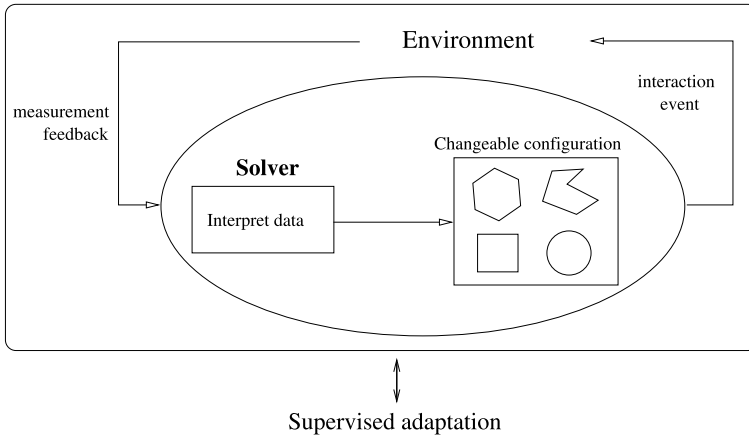 Environment
measurement
feedback
interaction
event
Changeable configuration
Solver
Interpret data
Supervised adaptation